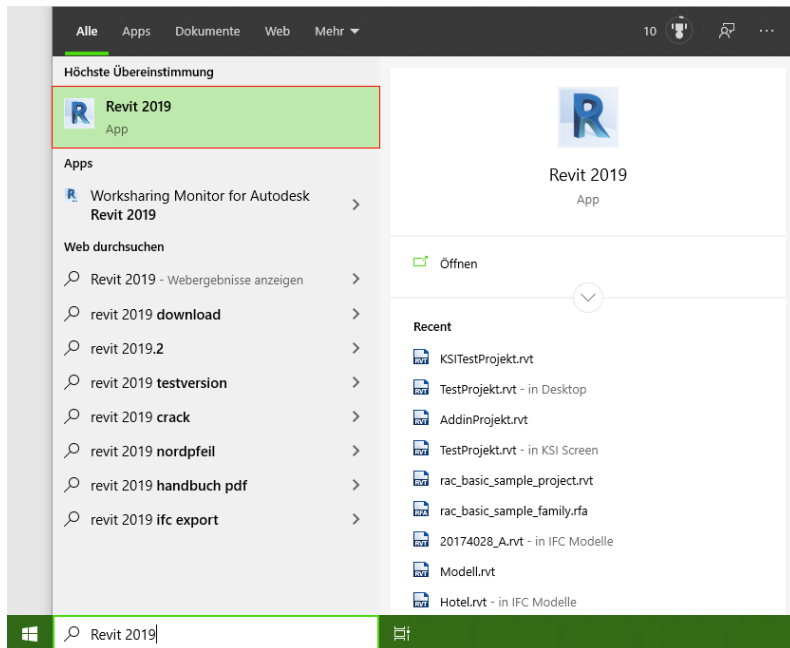 Alle Apps Dokumente Web Mehr 10 ...
Höchste Übereinstimmung
Revit 2019
App
Apps
Worksharing Monitor for Autodesk
Revit 2019
Web durchsuchen
Revit 2019 - Webergebnisse anzeigen
revit 2019 download
revit 2019.2
revit 2019 testversion
revit 2019 crack
revit 2019 nordpfeil
revit 2019 handbuch pdf
revit 2019 ifc export
Revit 2019
App
Öffnen
Recent
KSITestProjekt.rvt
TestProjekt.rvt - in Desktop
AddinProjekt.rvt
TestProjekt.rvt - in KSI Screen
rac_basic_sample_project.rvt
rac_basic_sample_family.rfa
20174028_A.rvt - in IFC Modelle
Modell.rvt
Hotel.rvt - in IFC Modelle
Revit 2019